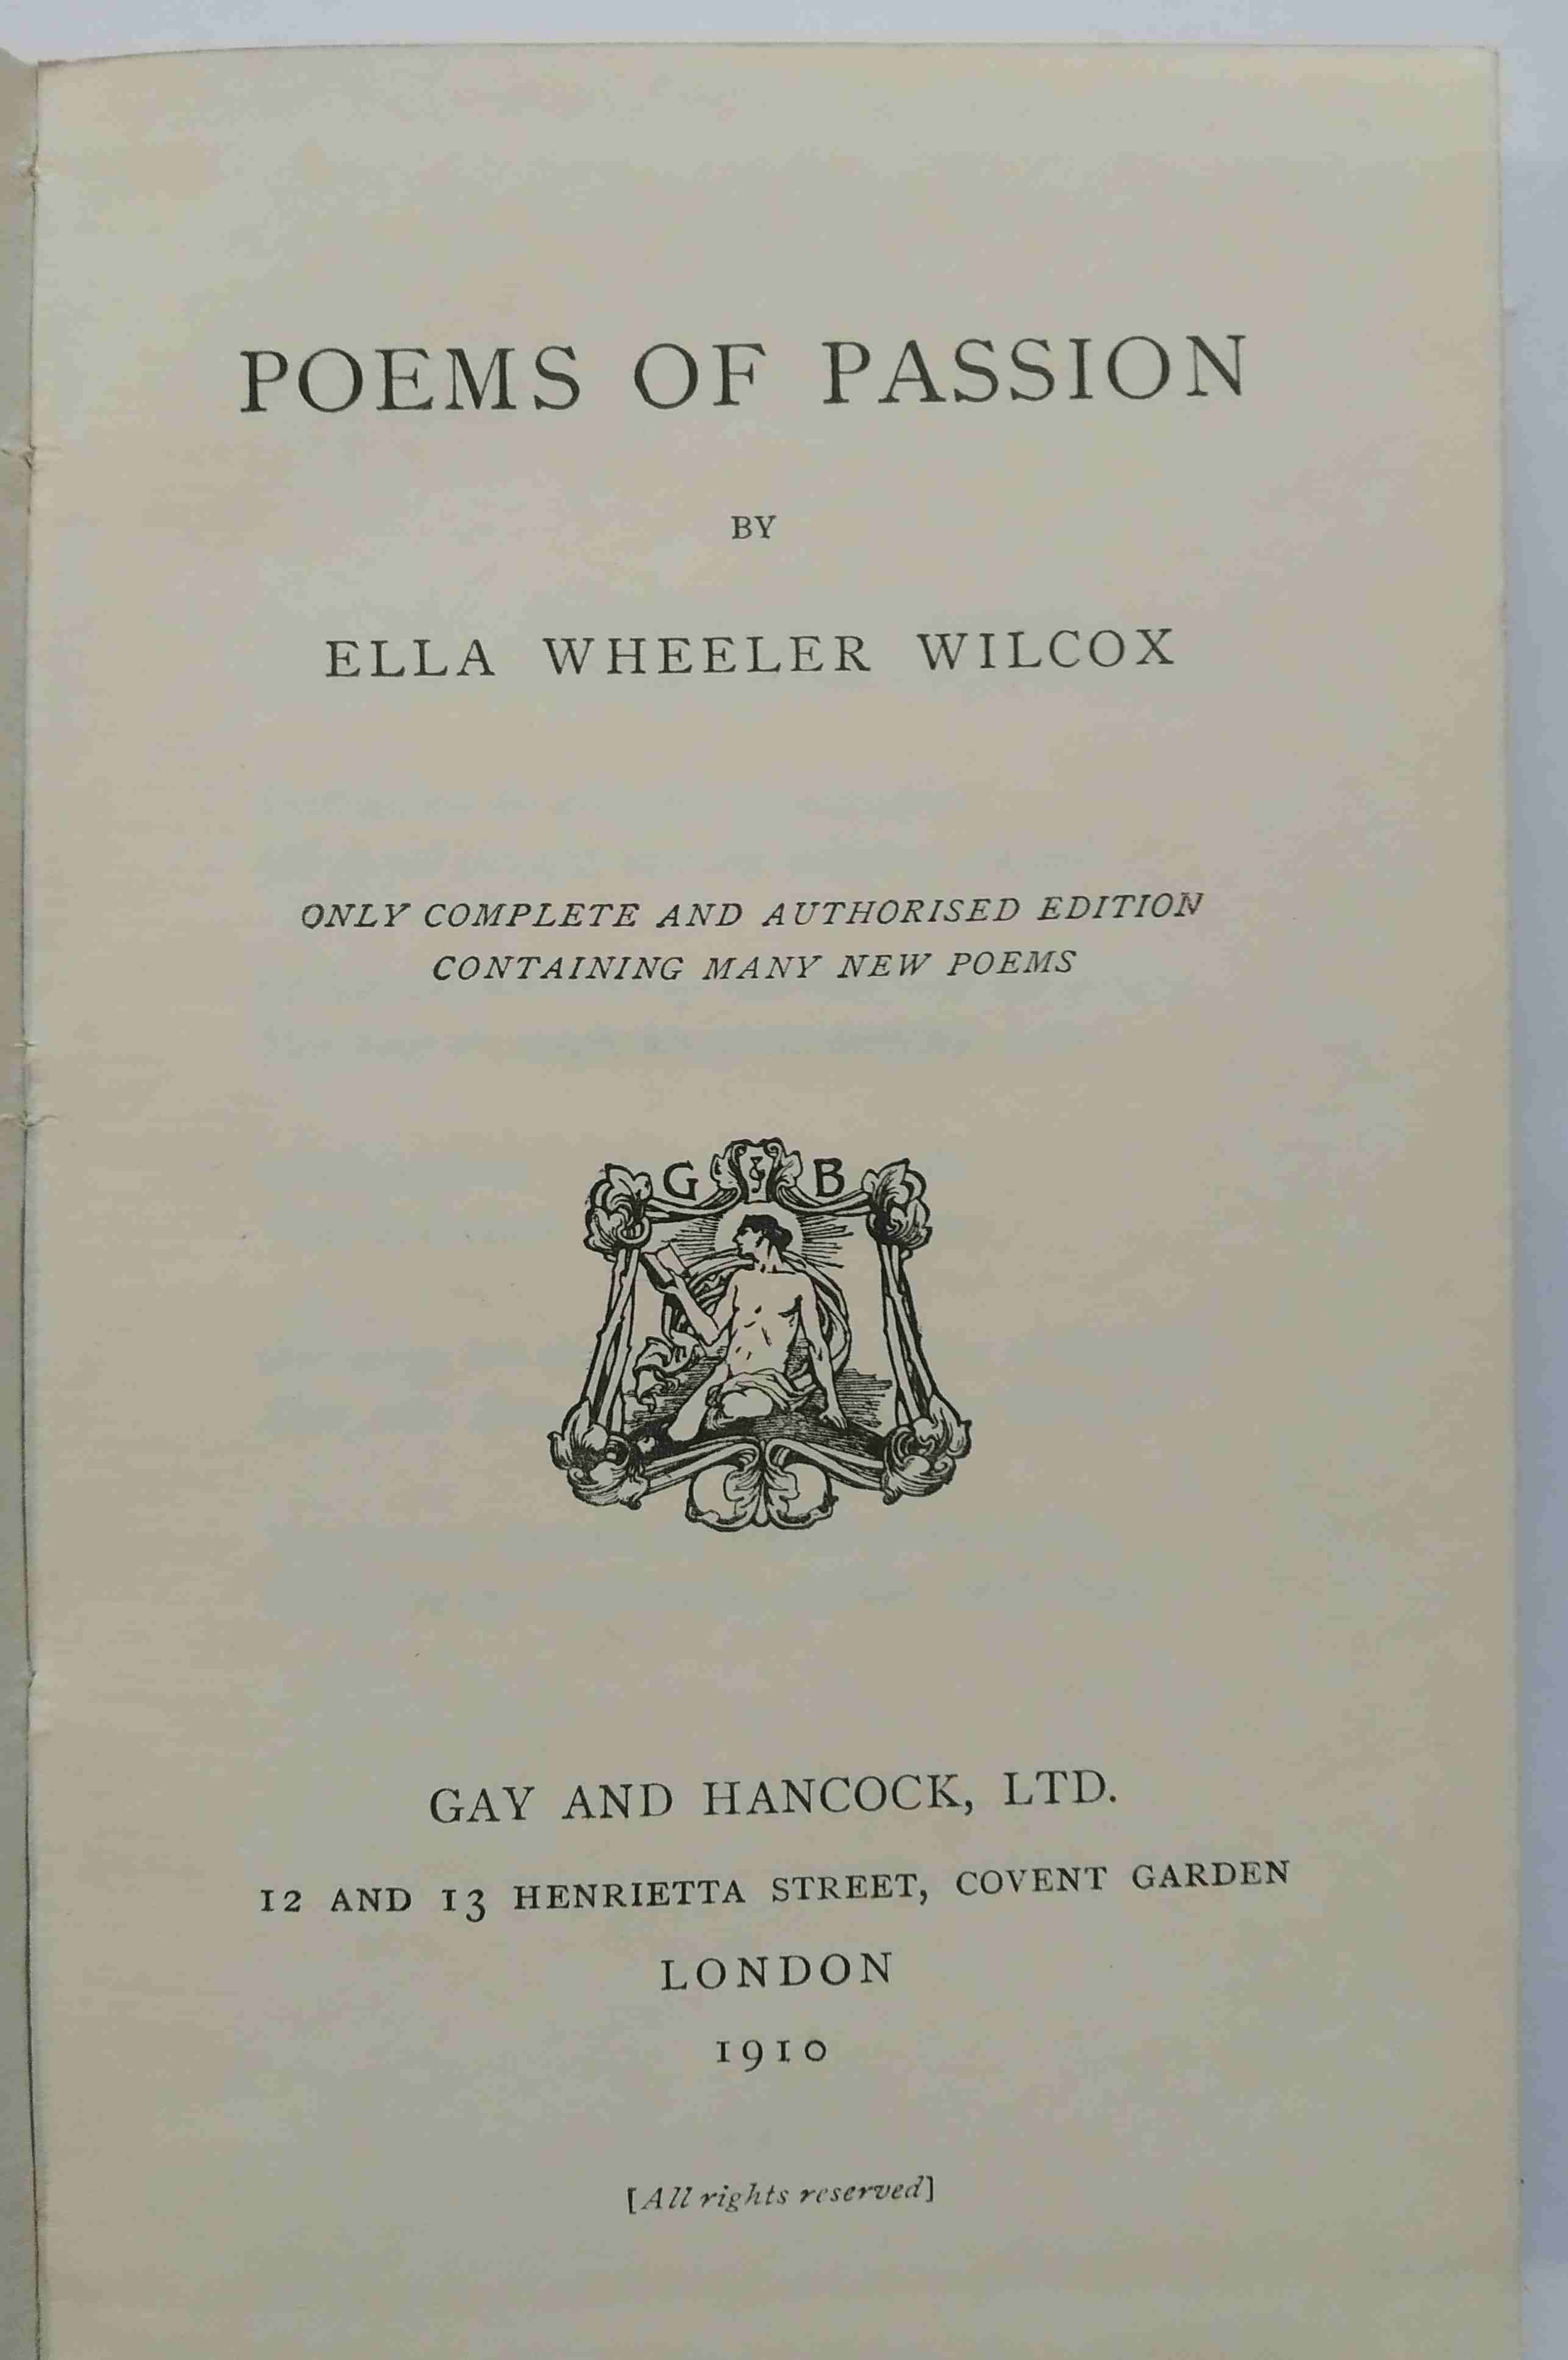 POEMS OF PASSION
BY
ELLA WHEELER WILCOX
ONLY COMPLETE AND AUTHORISED EDITION
CONTAINING MANY NEW POEMS
G & B
GAY AND HANCOCK, LTD.
12 AND 13 HENRIETTA STREET, COVENT GARDEN
LONDON
1910
[All rights reserved]